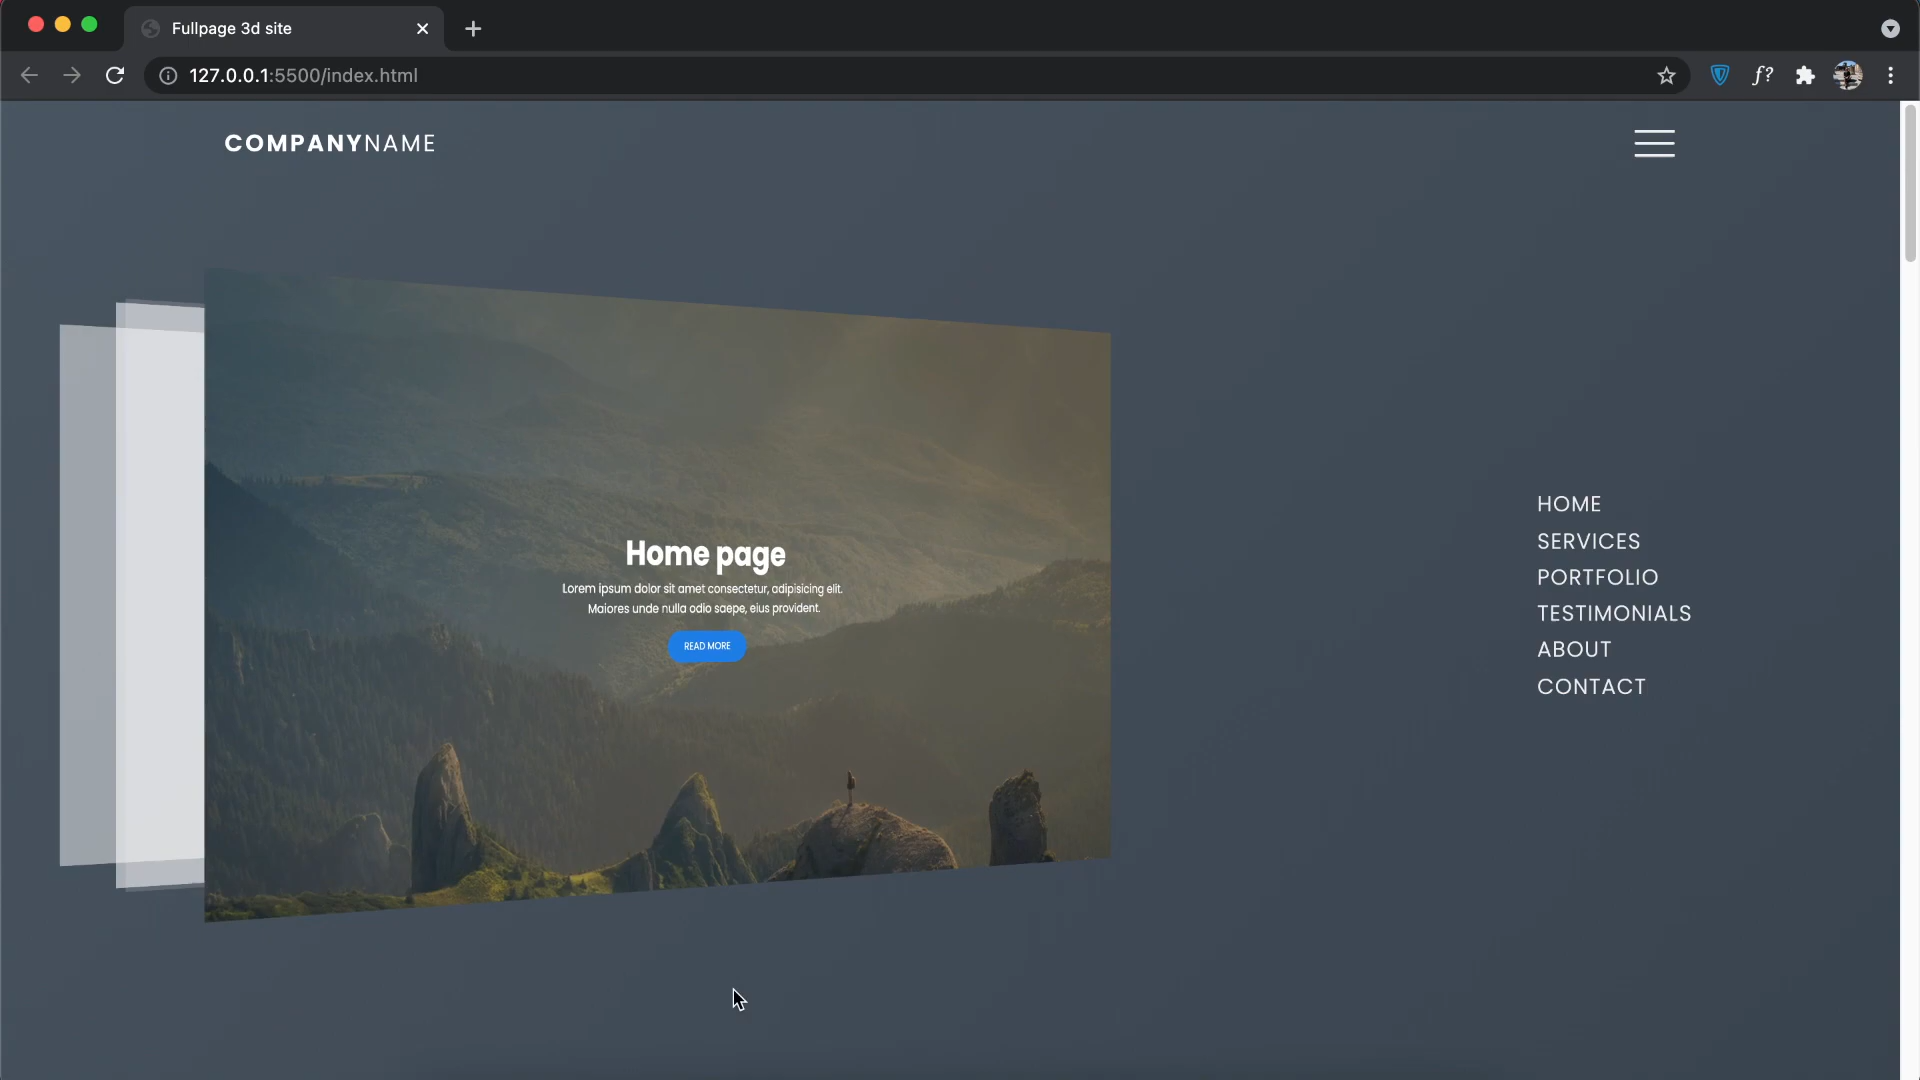 Fullpage 3d site
127.0.0.1:5500/index.html
f?
COMPANYNAME
Home page
Lorem ipsum dolor sit amet consectetur, adipisicing elit.
Maiores unde nulla odio saepe, eius provident.
READ MORE
HOME
SERVICES
PORTFOLIO
TESTIMONIALS
ABOUT
CONTACT